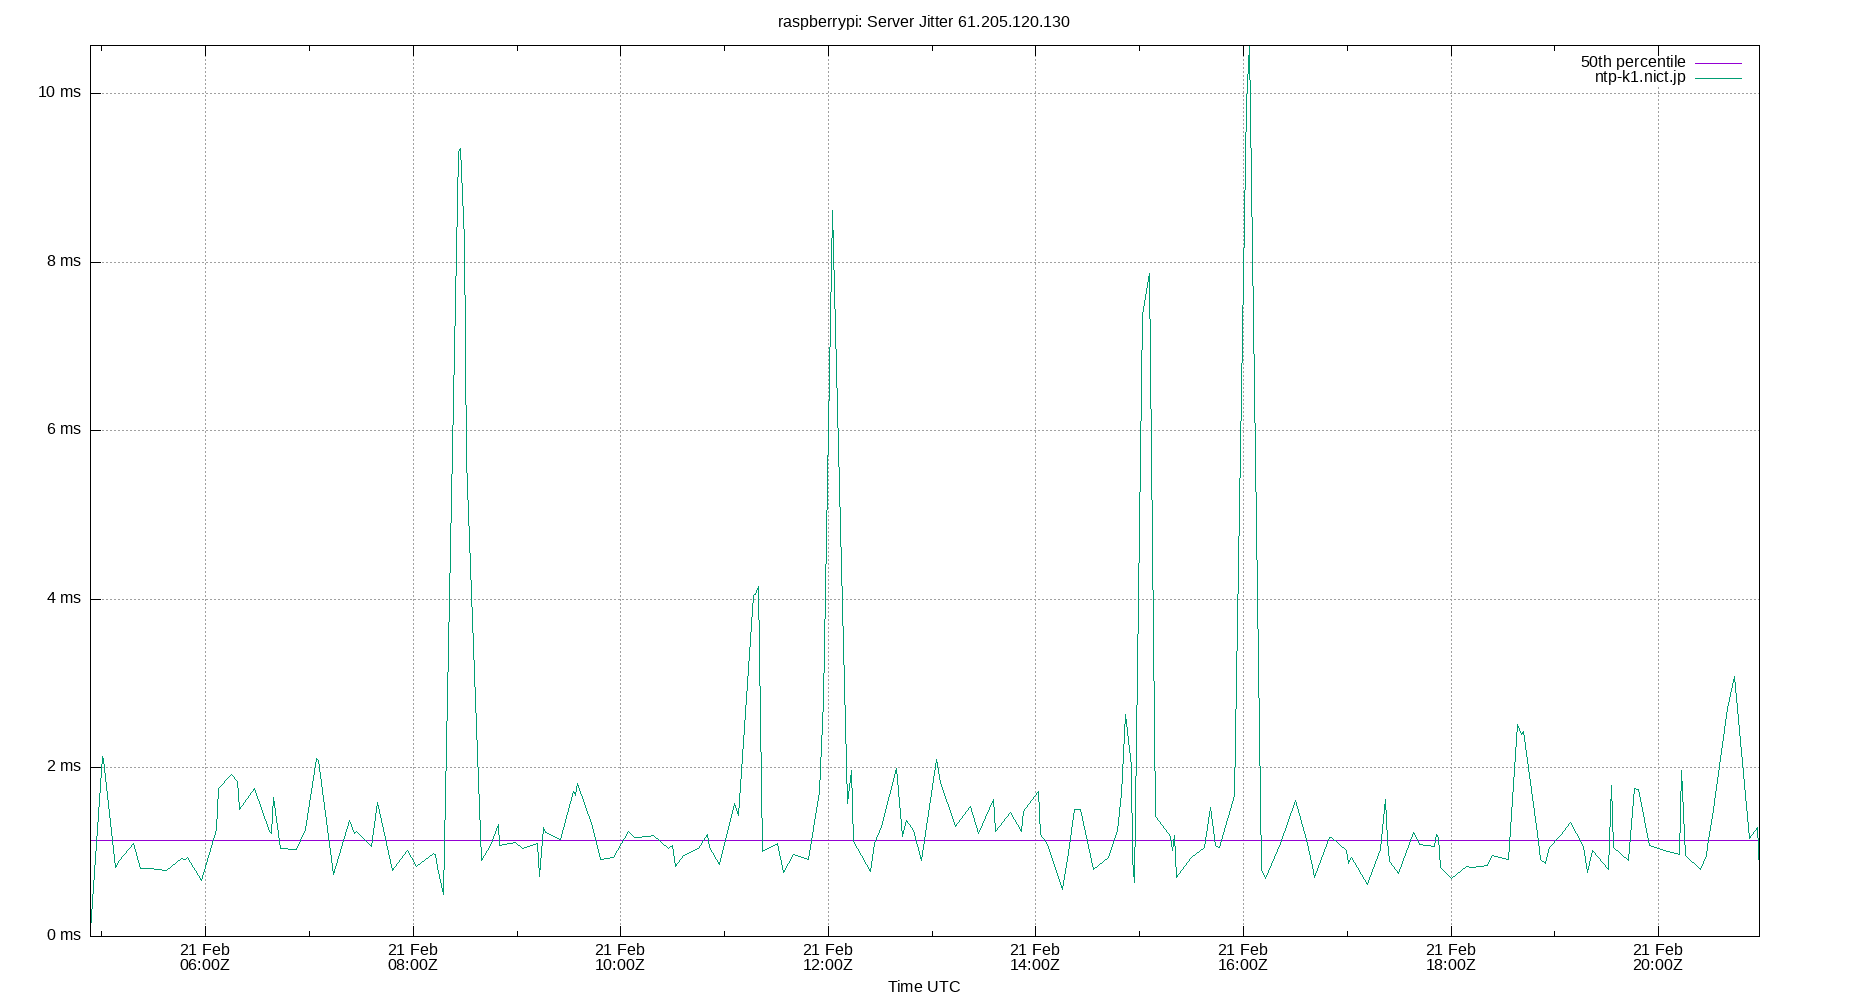 raspberrypi: Server Jitter 61.205.120.130
50th percentile
ntp-k1.nict.jp
10 ms
8 ms
6 ms
4 ms
2 ms
0 ms
21 Feb 21 Feb 21 Feb 21 Feb 21 Feb 21 Feb 21 Feb 21 Feb
06:00Z 08:00Z 10:00Z 12:00Z 14:00Z 16:00Z 18:00Z 20:00Z
Time UTC